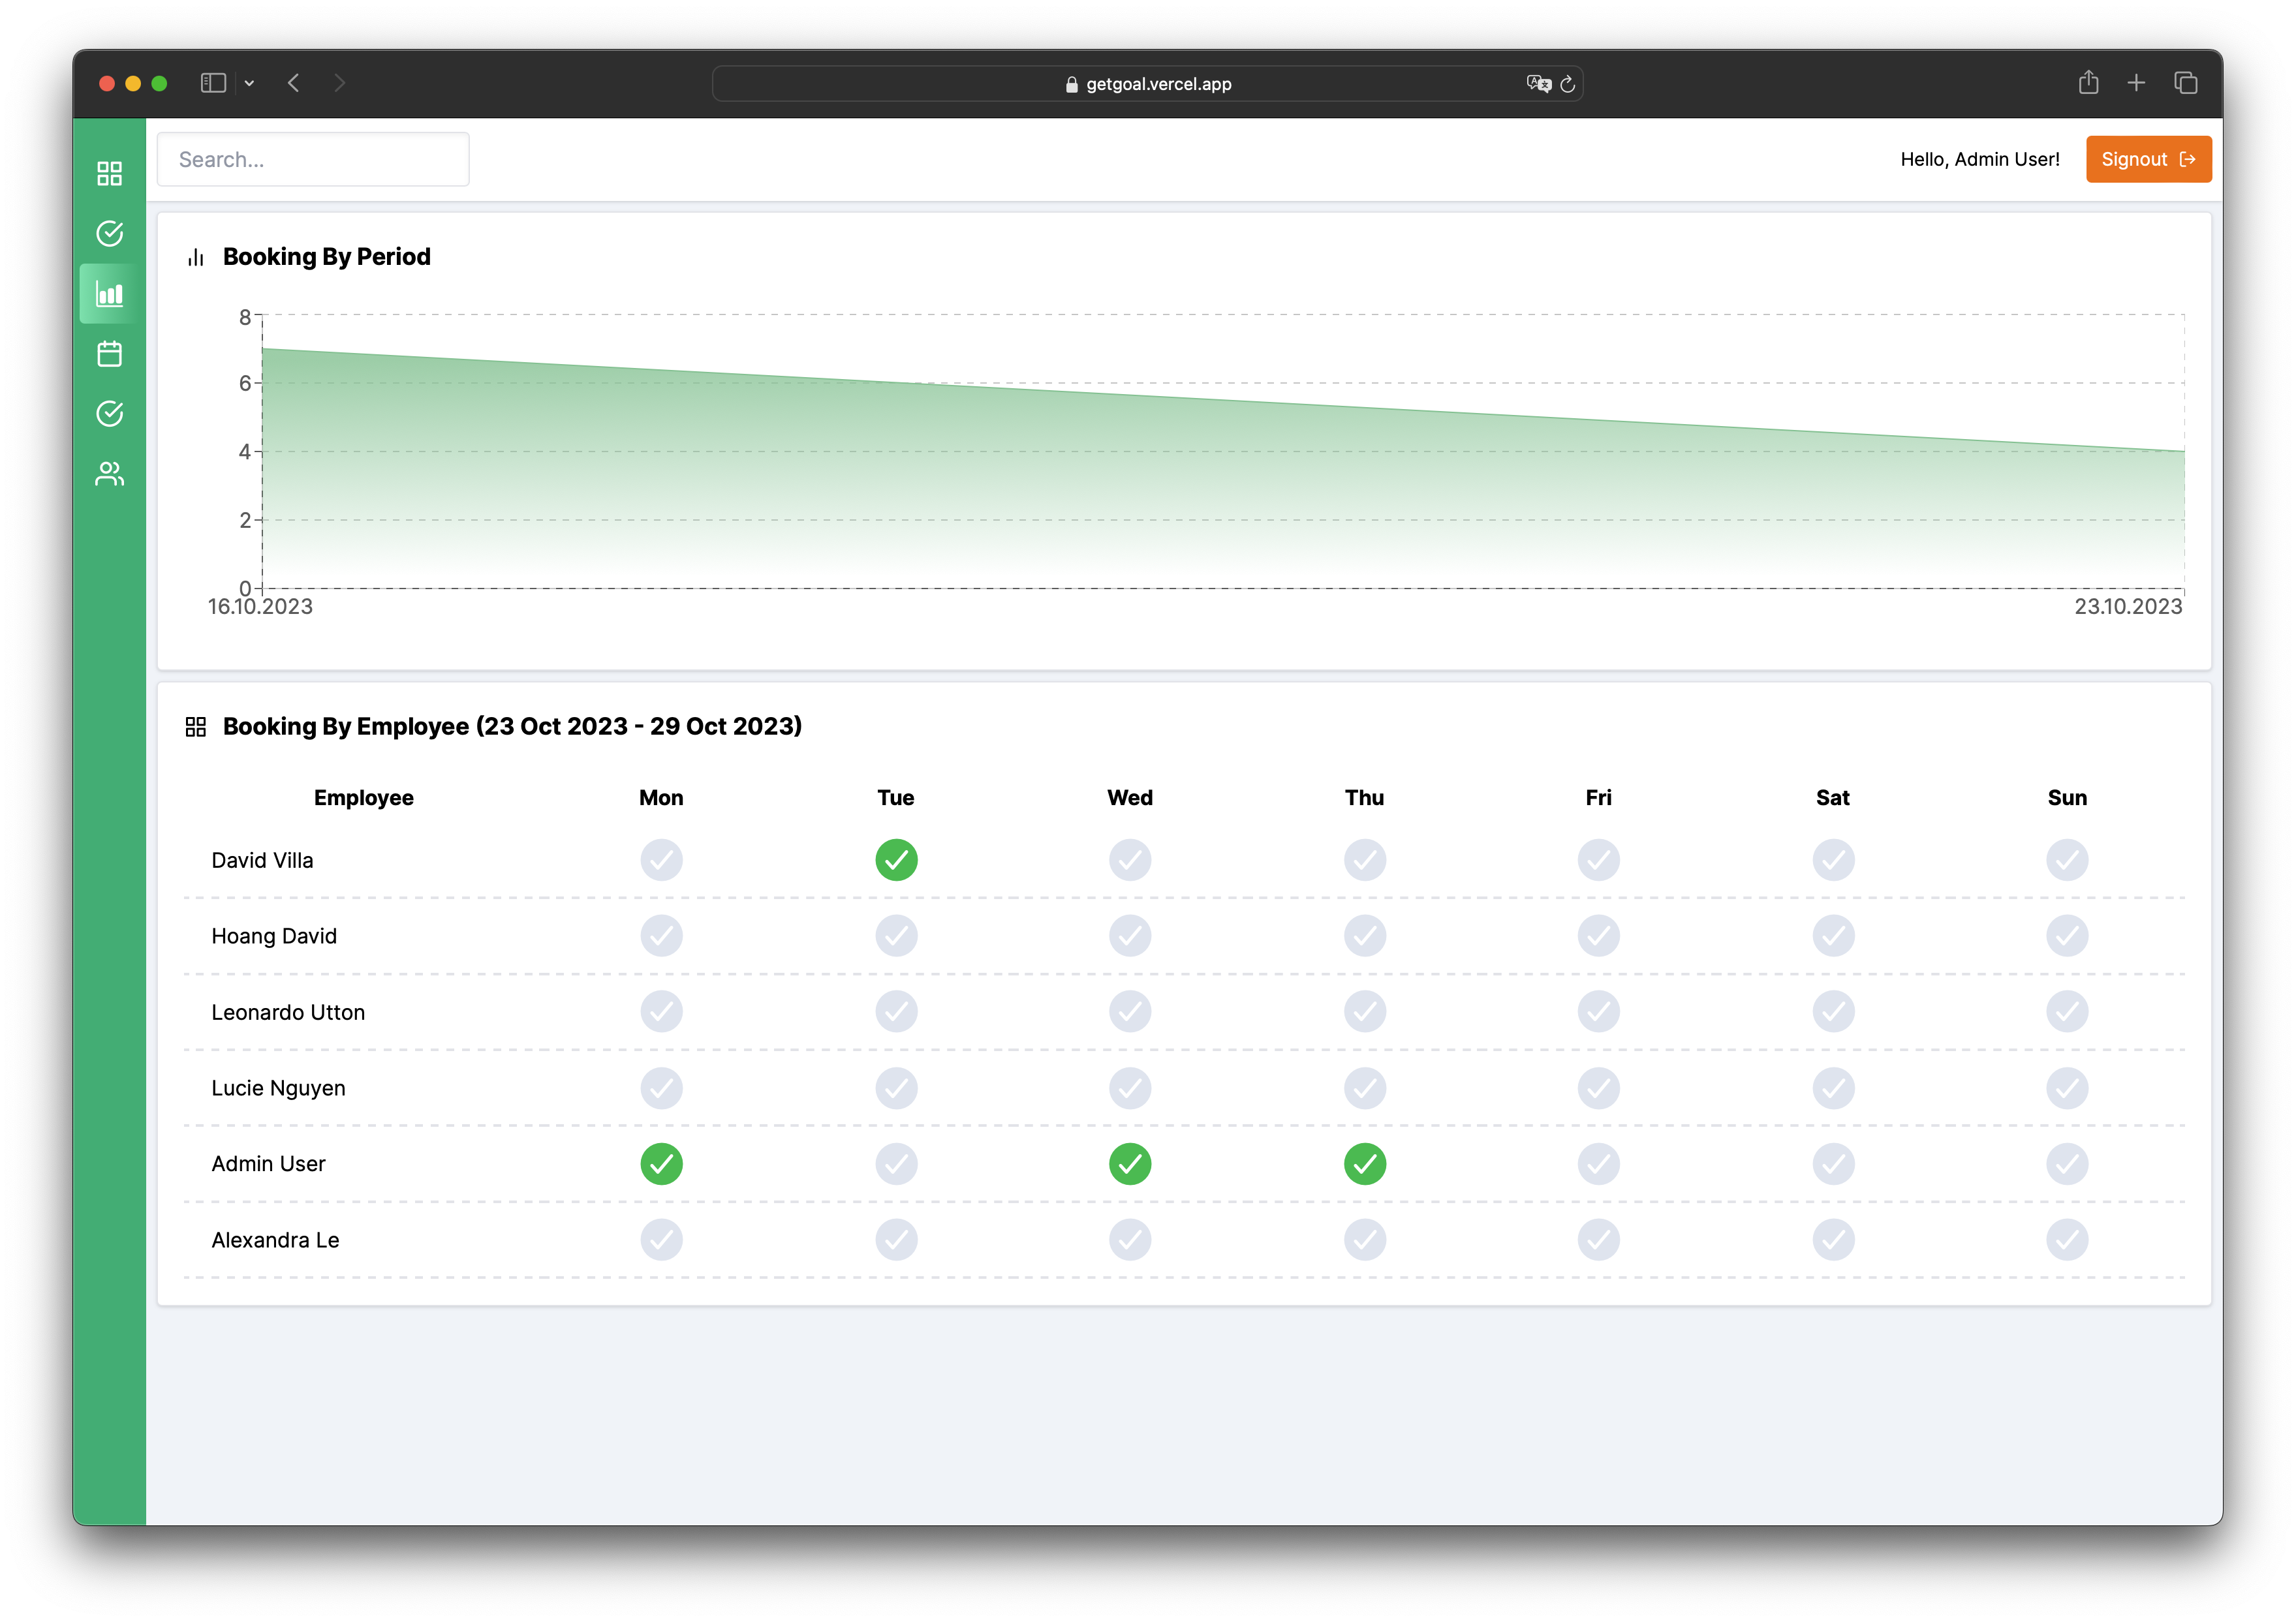 getgoal.vercel.app
Search...
Hello, Admin User!
Signout
Booking By Period
8
6
4
2
0
16.10.2023
23.10.2023
Booking By Employee (23 Oct 2023 - 29 Oct 2023)
Employee Mon Tue Wed Thu Fri Sat Sun
David Villa
Hoang David
Leonardo Utton
Lucie Nguyen
Admin User
Alexandra Le